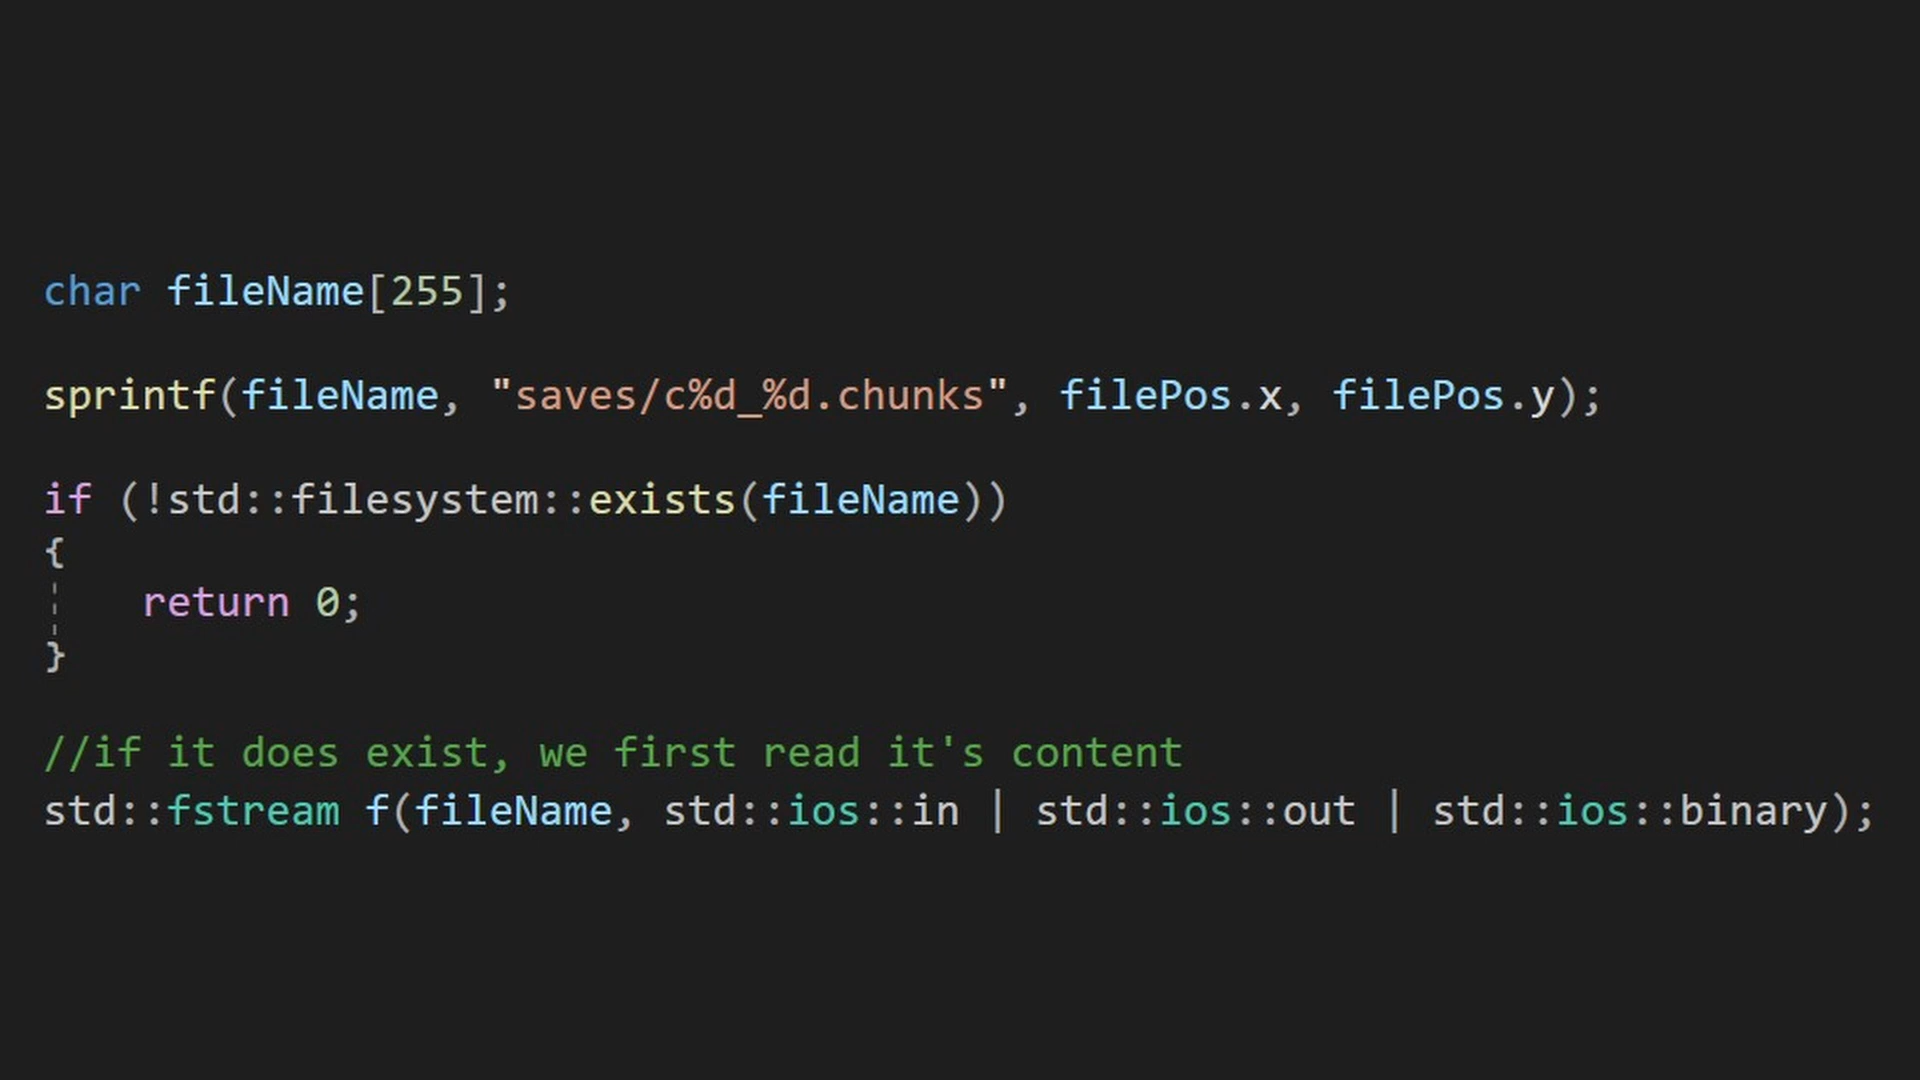 char fileName[255];
sprintf(fileName, "saves/c%d_%d.chunks", filePos.x, filePos.y);
if (!std::filesystem::exists(fileName))
{
    return 0;
}
//if it does exist, we first read it's content
std::fstream f(fileName, std::ios::in | std::ios::out | std::ios::binary);